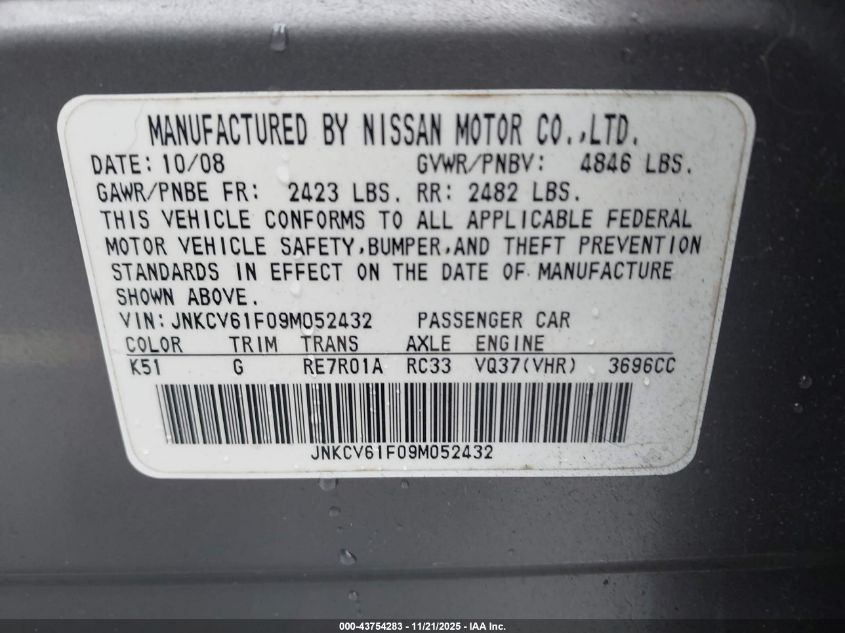 MANUFACTURED BY NISSAN MOTOR CO.,LTD.
DATE: 10/08 GVWR/PNBV: 4846 LBS.
GAWR/PNBE FR: 2423 LBS. RR: 2482 LBS.
THIS VEHICLE CONFORMS TO ALL APPLICABLE FEDERAL
MOTOR VEHICLE SAFETY,BUMPER,AND THEFT PREVENTION
STANDARDS IN EFFECT ON THE DATE OF MANUFACTURE
SHOWN ABOVE.
VIN: JNKCV61F09M052432 PASSENGER CAR
COLOR TRIM TRANS AXLE ENGINE
K51 G RE7R01A RC33 VQ37(VHR) 3696CC
JNKCV61F09M052432
000-43754283 - 11/21/2025 - IAA Inc.